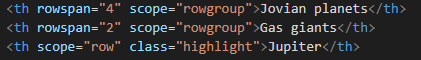 <th rowspan="4" scope="rowgroup">Jovian planets</th>
<th rowspan="2" scope="rowgroup">Gas giants</th>
<th scope="row" class="highlight">Jupiter</th>